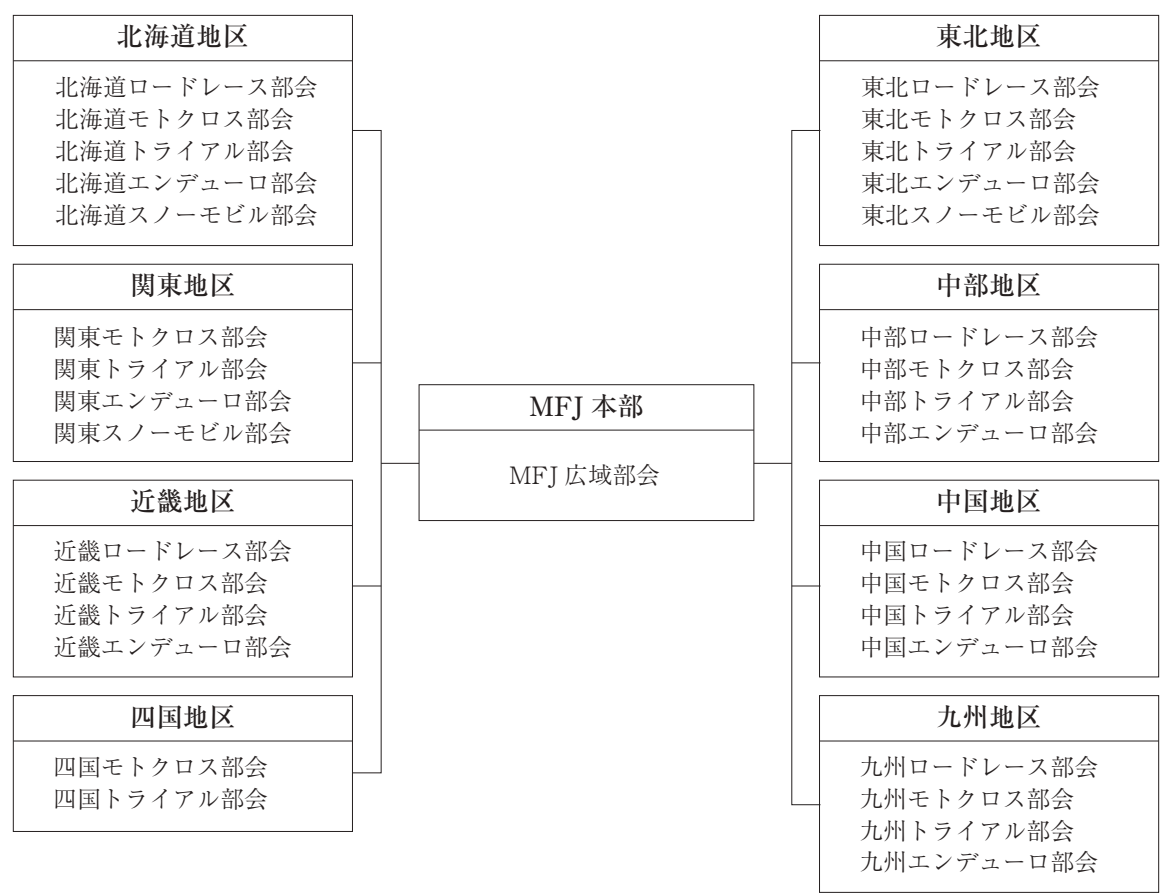 北海道地区
北海道ロードレース部会
北海道モトクロス部会
北海道トライアル部会
北海道エンデューロ部会
北海道スノーモビル部会
東北地区
東北ロードレース部会
東北モトクロス部会
東北トライアル部会
東北エンデューロ部会
東北スノーモビル部会
関東地区
関東モトクロス部会
関東トライアル部会
関東エンデューロ部会
関東スノーモビル部会
中部地区
中部ロードレース部会
中部モトクロス部会
中部トライアル部会
中部エンデューロ部会
MFJ 本部
MFJ 広域部会
近畿地区
近畿ロードレース部会
近畿モトクロス部会
近畿トライアル部会
近畿エンデューロ部会
中国地区
中国ロードレース部会
中国モトクロス部会
中国トライアル部会
中国エンデューロ部会
四国地区
四国モトクロス部会
四国トライアル部会
九州地区
九州ロードレース部会
九州モトクロス部会
九州トライアル部会
九州エンデューロ部会